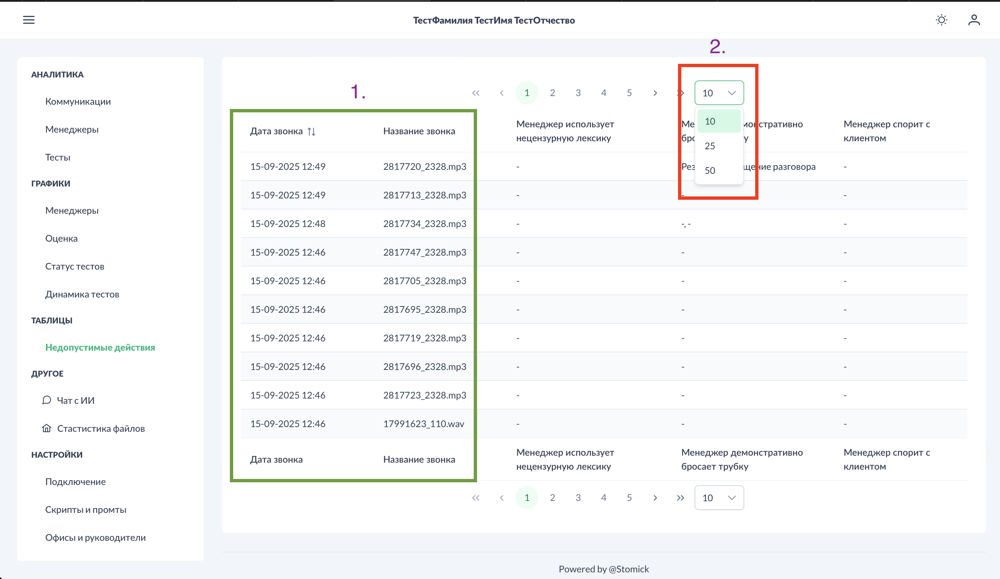 ТестФамилия ТестИмя ТестОтчество
АНАЛИТИКА
Коммуникации
Менеджеры
Тесты
ГРАФИКИ
Менеджеры
Оценка
Статус тестов
Динамика тестов
ТАБЛИЦЫ
Недопустимые действия
ДРУГОЕ
Чат с ИИ
Стастистика файлов
НАСТРОЙКИ
Подключение
Скрипты и промты
Офисы и руководители
1.
2.
« ‹ 1 2 3 4 5 › 10
10
25
50
Дата звонка Название звонка Менеджер использует нецензурную лексику Ме монстративно бро у Менеджер спорит с клиентом
15-09-2025 12:49 2817720_2328.mp3 - Рез щение разговора -
15-09-2025 12:49 2817713_2328.mp3 - - -
15-09-2025 12:48 2817734_2328.mp3 - -, - -
15-09-2025 12:46 2817747_2328.mp3 - - -
15-09-2025 12:46 2817705_2328.mp3 - - -
15-09-2025 12:46 2817695_2328.mp3 - - -
15-09-2025 12:46 2817719_2328.mp3 - - -
15-09-2025 12:46 2817696_2328.mp3 - - -
15-09-2025 12:46 2817723_2328.mp3 - - -
15-09-2025 12:46 17991623_110.wav - - -
Дата звонка Название звонка Менеджер использует нецензурную лексику Менеджер демонстративно бросает трубку Менеджер спорит с клиентом
« ‹ 1 2 3 4 5 › » 10
Powered by @Stomick